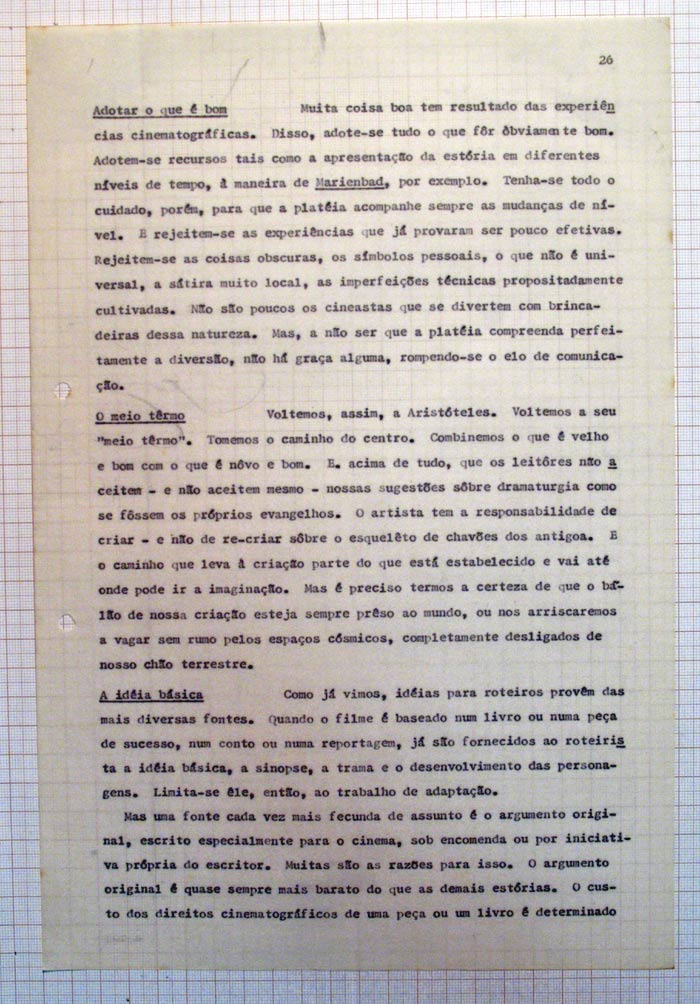 26
Adotar o que é bom Muita coisa boa tem resultado das experiên
cias cinematográficas. Disso, adote-se tudo o que fôr òbviamente bom.
Adotem-se recursos tais como a apresentação da estória em diferentes
níveis de tempo, à maneira de Marienbad, por exemplo. Tenha-se todo o
cuidado, porém, para que a platéia acompanhe sempre as mudanças de ní-
vel. E rejeitem-se as experiências que já provaram ser pouco efetivas.
Rejeitem-se as coisas obscuras, os símbolos pessoais, o que não é uni-
versal, a sátira muito local, as imperfeições técnicas propositadamente
cultivadas. Não são poucos os cineastas que se divertem com brinca-
deiras dessa natureza. Mas, a não ser que a platéia compreenda perfei-
tamente a diversão, não há graça alguma, rompendo-se o elo de comunica-
ção.
O meio têrmo Voltemos, assim, a Aristóteles. Voltemos a seu
"meio têrmo". Tomemos o caminho do centro. Combinemos o que é velho
e bom com o que é nôvo e bom. E. acima de tudo, que os leitôres não a
ceitem - e não aceitem mesmo - nossas sugestões sôbre dramaturgia como
se fôssem os próprios evangelhos. O artista tem a responsabilidade de
criar - e não de re-criar sôbre o esquelêto de chavões dos antigoa. E
o caminho que leva à criação parte do que está estabelecido e vai até
onde pode ir a imaginação. Mas é preciso termos a certeza de que o ba-
lão de nossa criação esteja sempre prêso ao mundo, ou nos arriscaremos
a vagar sem rumo pelos espaços cósmicos, completamente desligados de
nosso chão terrestre.
A idéia básica Como já vimos, idéias para roteiros provêm das
mais diversas fontes. Quando o filme é baseado num livro ou numa peça
de sucesso, num conto ou numa reportagem, já são fornecidos ao roteiris
ta a idéia básica, a sinopse, a trama e o desenvolvimento das persona-
gens. Limita-se êle, então, ao trabalho de adaptação.
Mas uma fonte cada vez mais fecunda de assunto é o argumento origi-
nal, escrito especialmente para o cinema, sob encomenda ou por iniciati-
va própria do escritor. Muitas são as razões para isso. O argumento
original é quase sempre mais barato do que as demais estórias. O cus-
to dos direitos cinematográficos de uma peça ou um livro é determinado